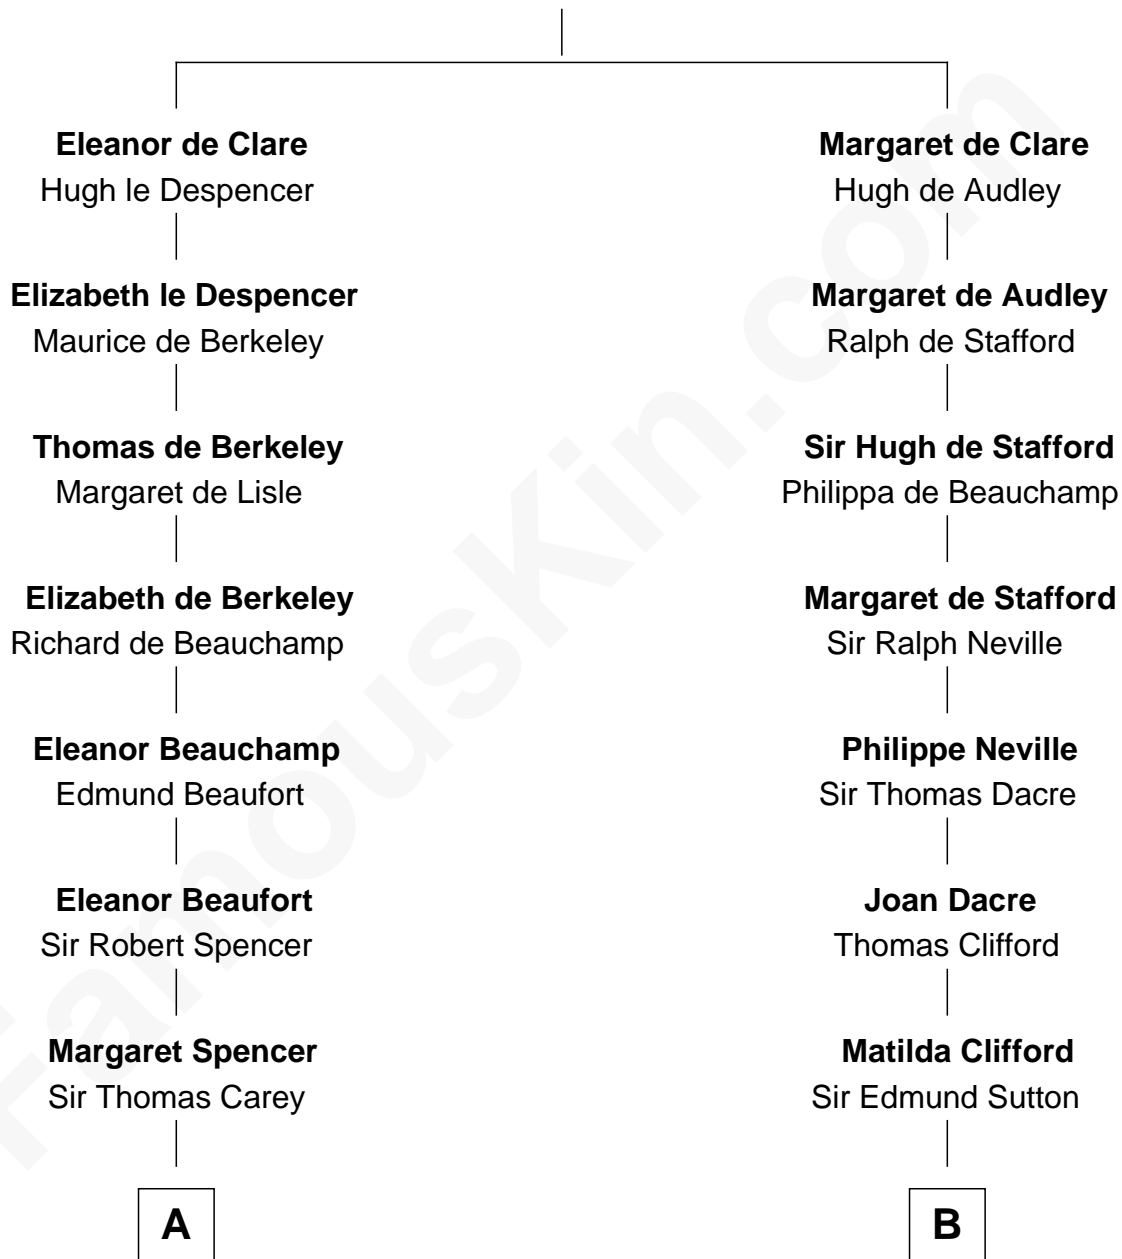 Eleanor de Clare
Hugh le Despencer
Elizabeth le Despencer
Maurice de Berkeley
Thomas de Berkeley
Margaret de Lisle
Elizabeth de Berkeley
Richard de Beauchamp
Eleanor Beauchamp
Edmund Beaufort
Eleanor Beaufort
Sir Robert Spencer
Margaret Spencer
Sir Thomas Carey
A
Margaret de Clare
Hugh de Audley
Margaret de Audley
Ralph de Stafford
Sir Hugh de Stafford
Philippa de Beauchamp
Margaret de Stafford
Sir Ralph Neville
Philippe Neville
Sir Thomas Dacre
Joan Dacre
Thomas Clifford
Matilda Clifford
Sir Edmund Sutton
B
FamousKin.com